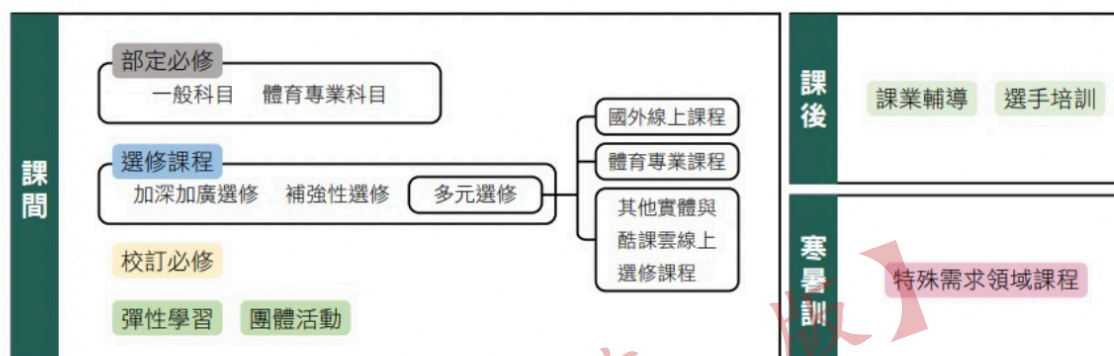 課間
部定必修
一般科目 體育專業科目
選修課程
加深加廣選修 補強性選修 多元選修
國外線上課程
體育專業課程
其他實體與
酷課雲線上
選修課程
校訂必修
彈性學習 團體活動
課後
課業輔導 選手培訓
寒暑訓
特殊需求領域課程
版】